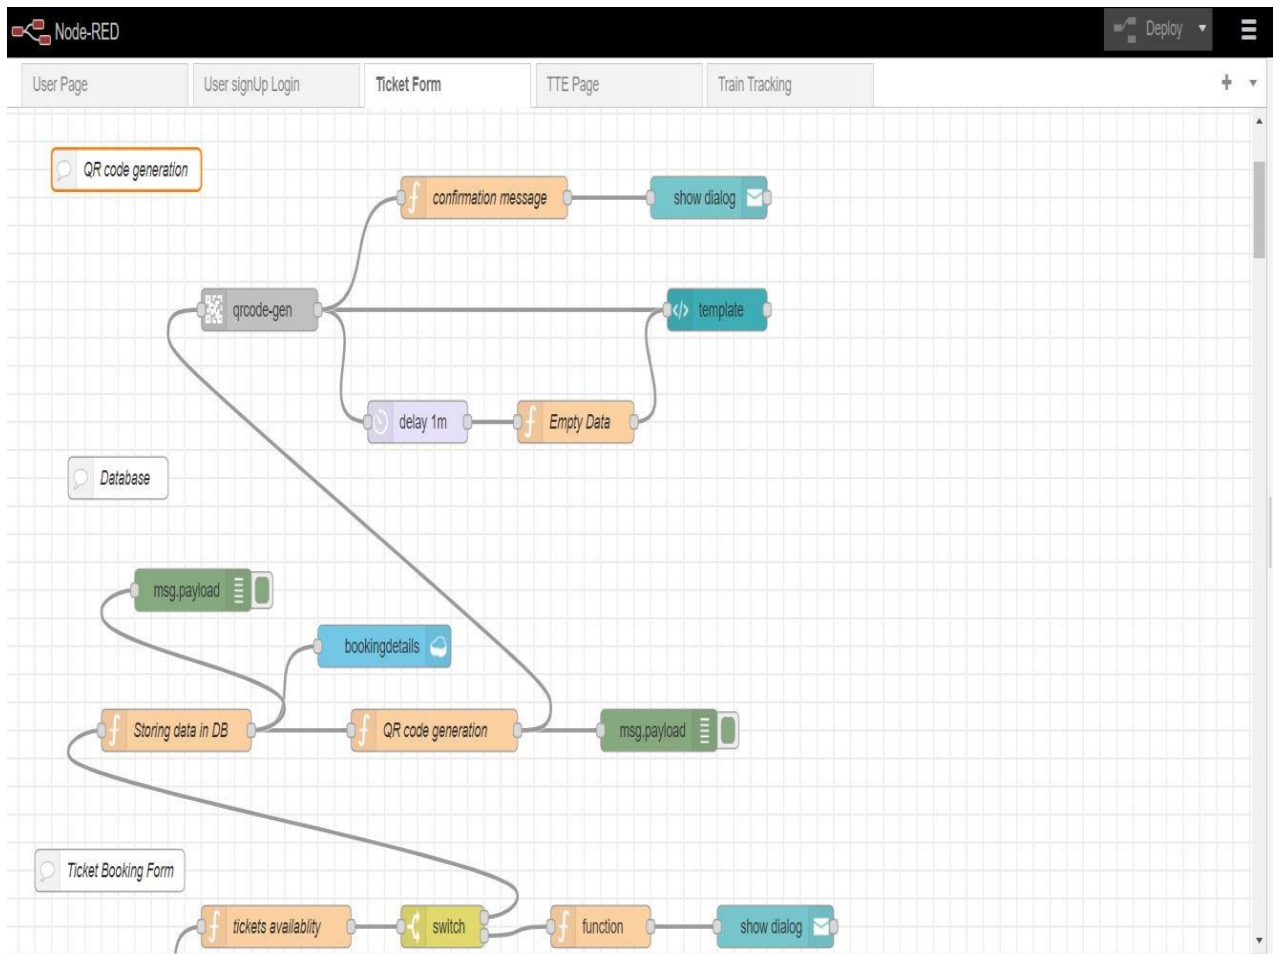 Node-RED
Deploy
User Page
User signUp Login
Ticket Form
TTE Page
Train Tracking
QR code generation
confirmation message
show dialog
qrcode-gen
template
delay 1m
Empty Data
Database
msg.payload
bookingdetails
Storing data in DB
QR code generation
msg.payload
Ticket Booking Form
tickets availablity
switch
function
show dialog